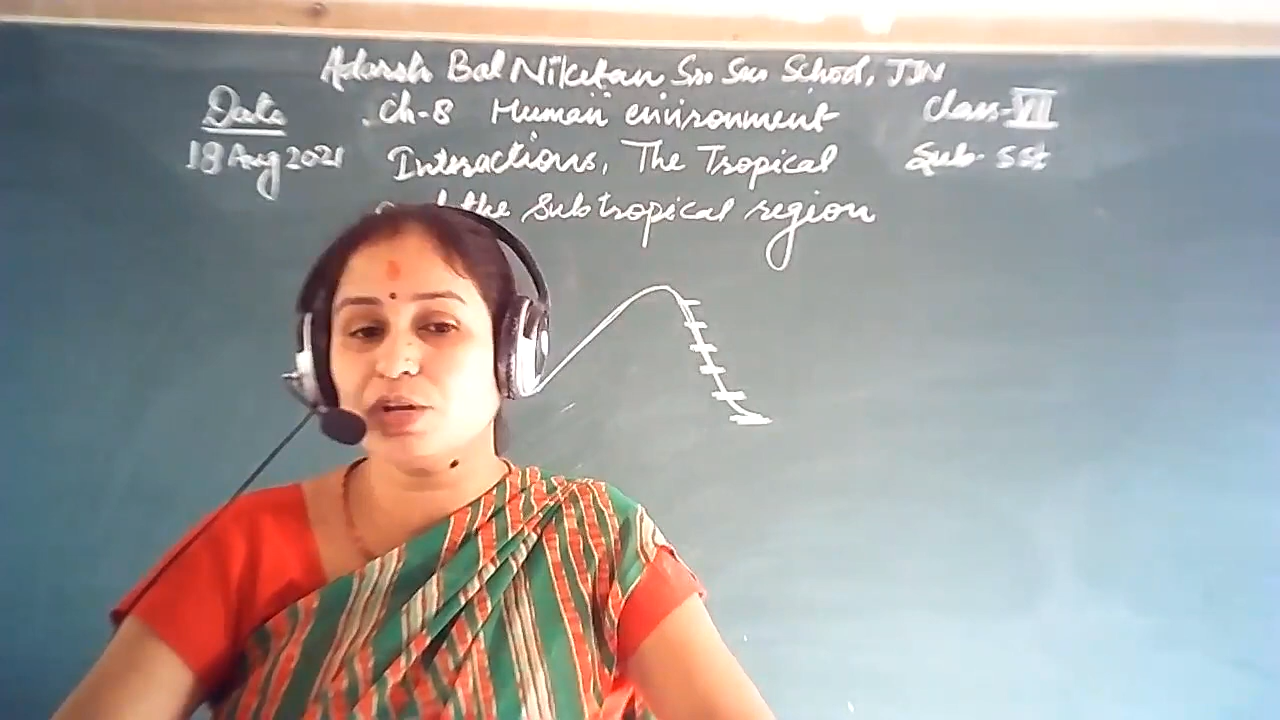 Adarsh Bal Niketan Sr. Sec School, JJN
Date Ch-8 Human environment Class-VII
18 Aug 2021 Interactions, The Tropical Sub- SSt
the Subtropical region